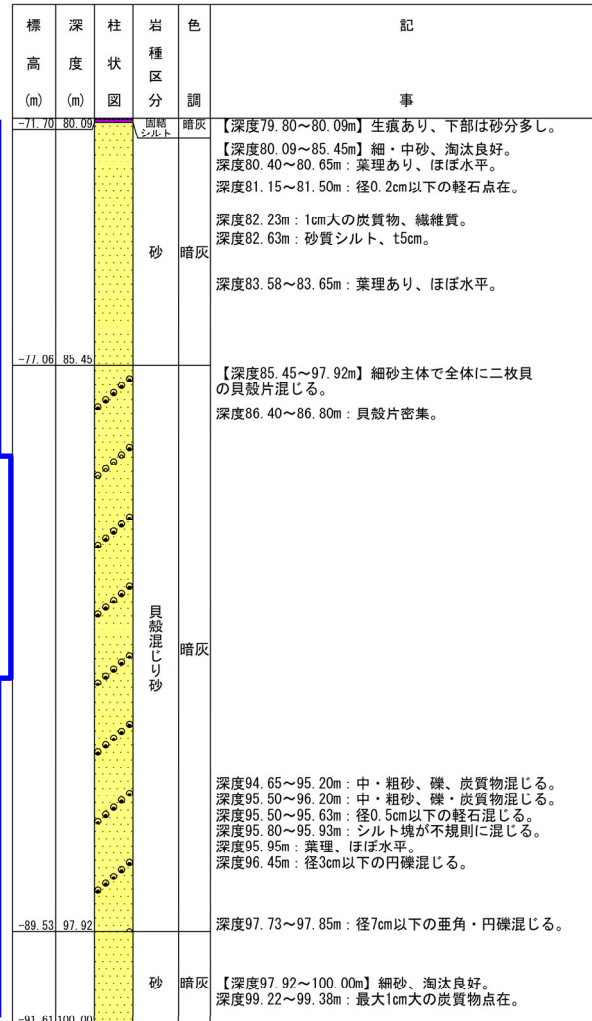 標高(m) 深度(m) 柱状図 岩種区分 色調 記事
-71.70 80.09 固結シルト 暗灰 【深度79.80～80.09m】生痕あり、下部は砂分多し。
【深度80.09～85.45m】細・中砂、淘汰良好。
深度80.40～80.65m：葉理あり、ほぼ水平。
深度81.15～81.50m：径0.2cm以下の軽石点在。
深度82.23m：1cm大の炭質物、繊維質。
砂 暗灰 深度82.63m：砂質シルト、t5cm。
深度83.58～83.65m：葉理あり、ほぼ水平。
-77.06 85.45
【深度85.45～97.92m】細砂主体で全体に二枚貝
の貝殻片混じる。
深度86.40～86.80m：貝殻片密集。
貝殻混じり砂 暗灰
深度94.65～95.20m：中・粗砂、礫、炭質物混じる。
深度95.50～96.20m：中・粗砂、礫・炭質物混じる。
深度95.50～95.63m：径0.5cm以下の軽石混じる。
深度95.80～95.93m：シルト塊が不規則に混じる。
深度95.95m：葉理、ほぼ水平。
深度96.45m：径3cm以下の円礫混じる。
-89.53 97.92 深度97.73～97.85m：径7cm以下の亜角・円礫混じる。
砂 暗灰 【深度97.92～100.00m】細砂、淘汰良好。
深度99.22～99.38m：最大1cm大の炭質物点在。
-91.61 100.00